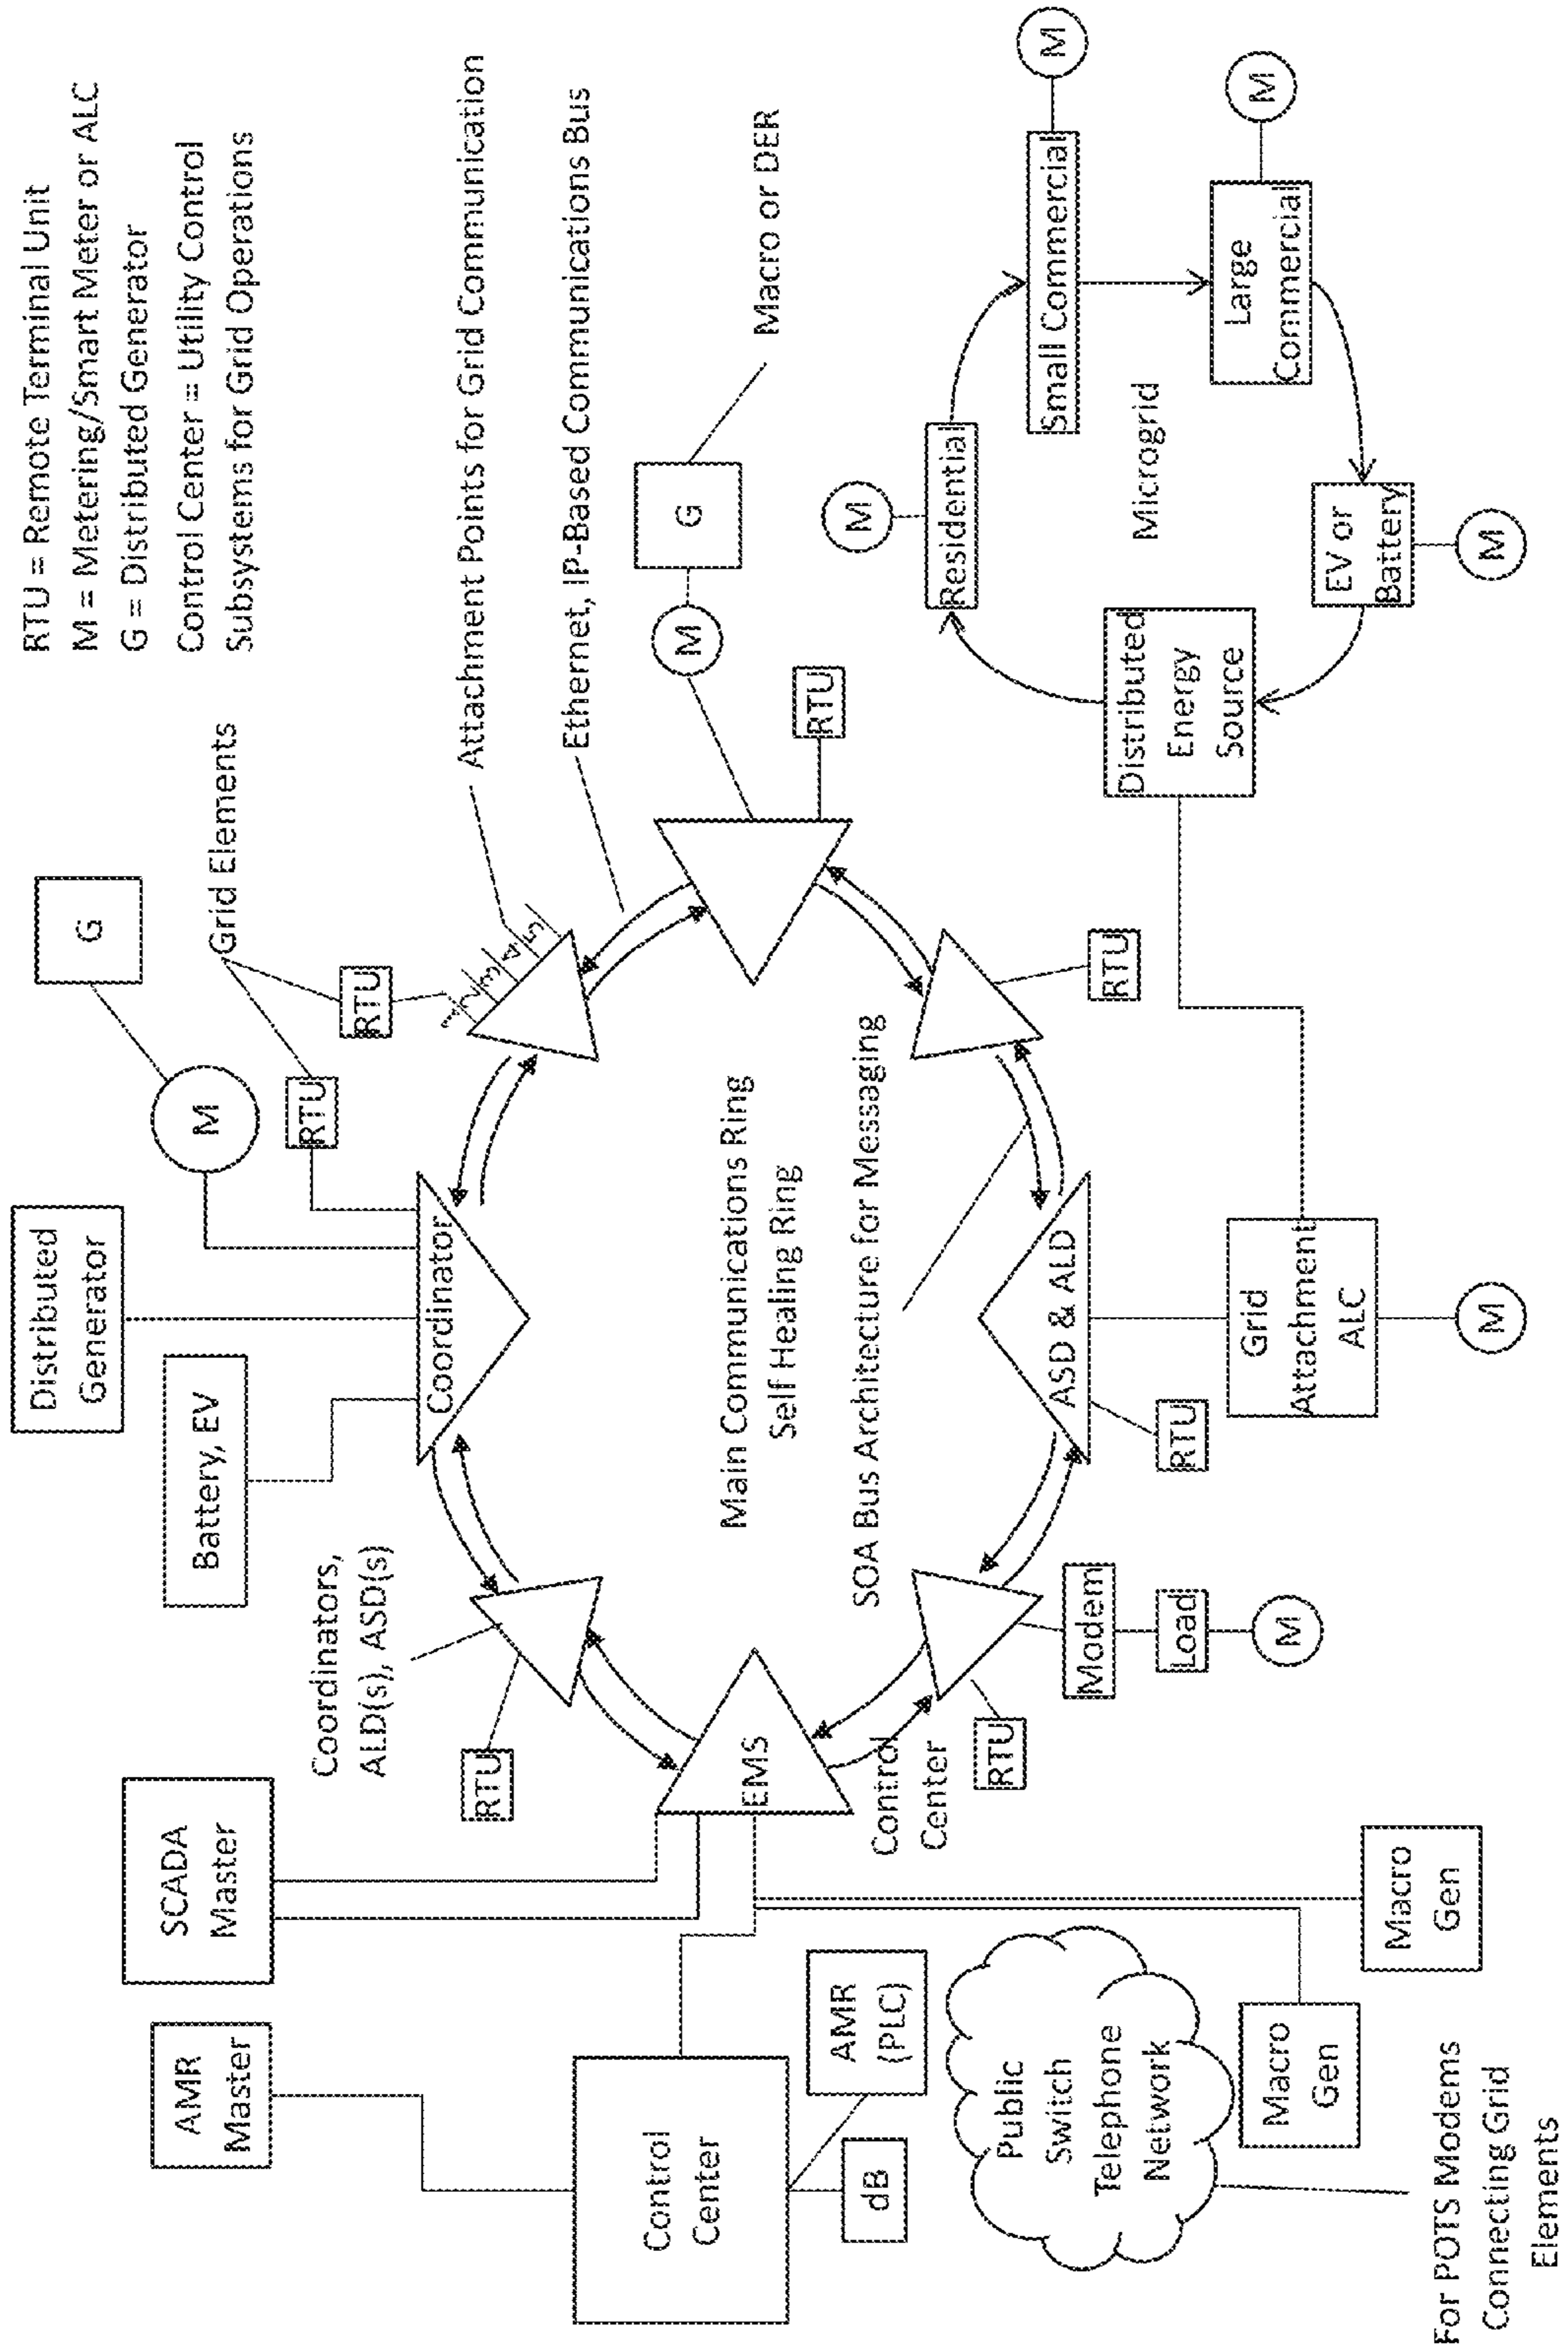 RTU = Remote Terminal Unit
M = Metering/Smart Meter or ALC
G = Distributed Generator
Control Center = Utility Control
Subsystems for Grid Operations
Distributed
Generator
G
M
Grid Elements
RTU
RTU
Battery, EV
SCADA
Master
AMR
Master
Coordinators,
ALD(s), ASD(s)
Coordinator
1
2
3
4
5
Attachment Points for Grid Communication
Ethernet, IP-Based Communications Bus
RTU
Control
Center
EMS
Main Communications Ring
Self Healing Ring
M
G
Macro or DER
RTU
AMR
(PLC)
dB
Control
Center
SOA Bus Architecture for Messaging
M
Residential
Small Commercial
M
RTU
ASD & ALD
RTU
Public
Switch
Telephone
Network
Modem
Load
M
RTU
Distributed
Energy
Source
Microgrid
Large
Commercial
M
Macro
Gen
Macro
Gen
Grid
Attachment
ALC
M
EV or
Battery
M
For POTS Modems
Connecting Grid
Elements